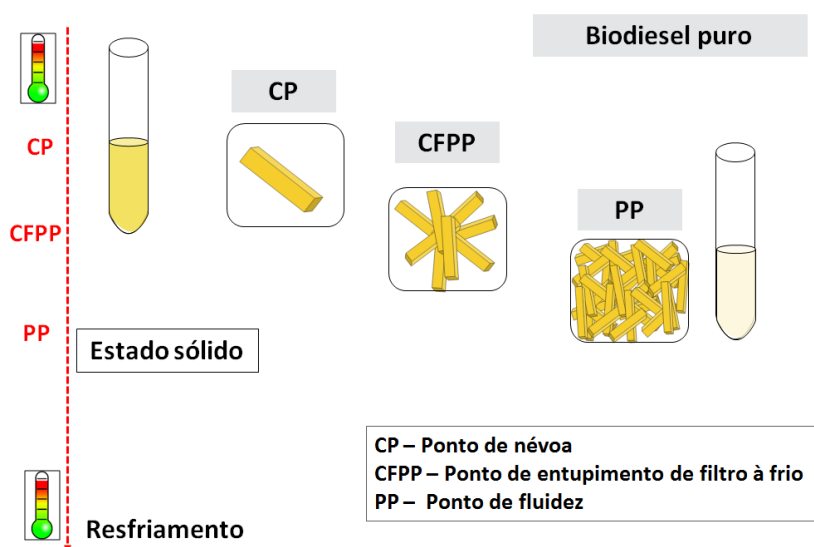 Biodiesel puro
CP
CFPP
PP
CP
CFPP
PP
Estado sólido
CP – Ponto de névoa
CFPP – Ponto de entupimento de filtro à frio
PP – Ponto de fluidez
Resfriamento